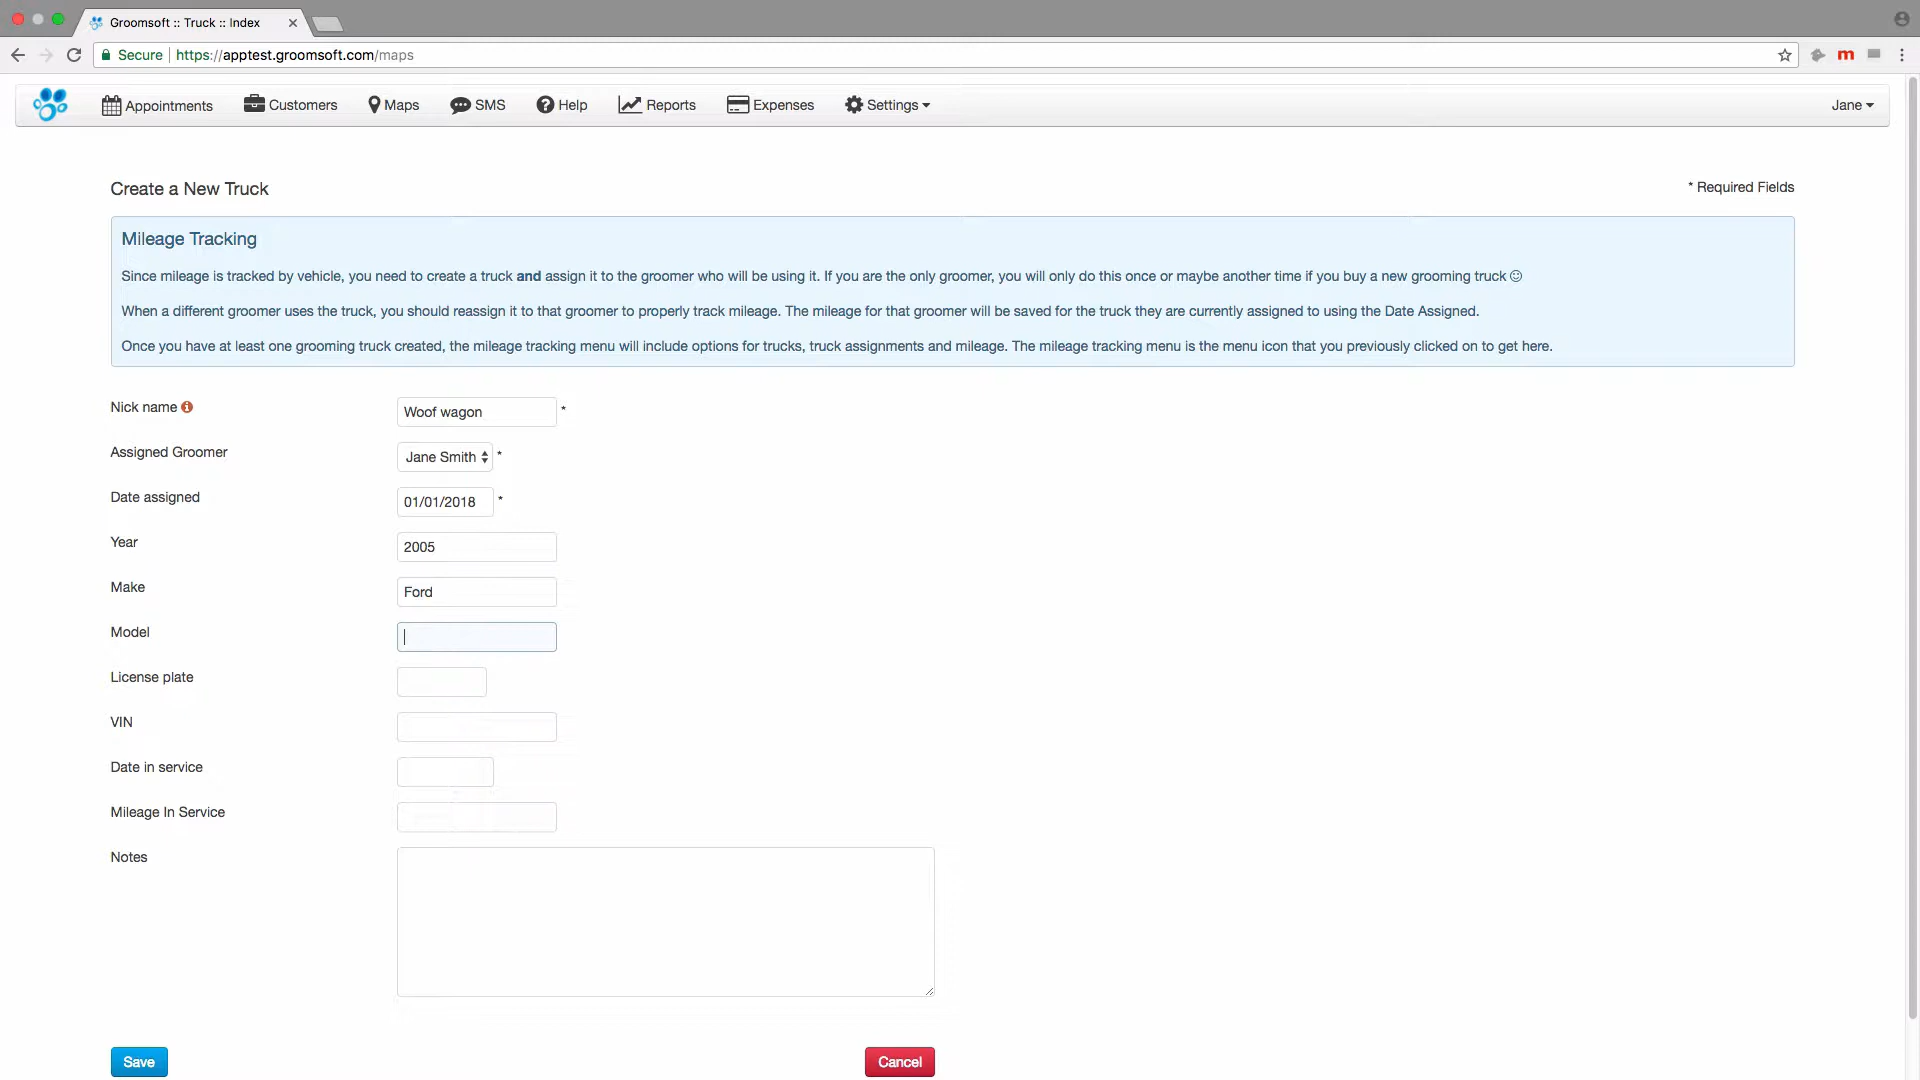 Groomsoft :: Truck :: Index
Secure https://apptest.groomsoft.com/maps
m
Appointments Customers Maps SMS Help Reports Expenses Settings Jane
Create a New Truck * Required Fields
Mileage Tracking
Since mileage is tracked by vehicle, you need to create a truck and assign it to the groomer who will be using it. If you are the only groomer, you will only do this once or maybe another time if you buy a new grooming truck ☺
When a different groomer uses the truck, you should reassign it to that groomer to properly track mileage. The mileage for that groomer will be saved for the truck they are currently assigned to using the Date Assigned.
Once you have at least one grooming truck created, the mileage tracking menu will include options for trucks, truck assignments and mileage. The mileage tracking menu is the menu icon that you previously clicked on to get here.
Nick name Woof wagon *
Assigned Groomer Jane Smith *
Date assigned 01/01/2018 *
Year 2005
Make Ford
Model
License plate
VIN
Date in service
Mileage In Service
Notes
Save Cancel